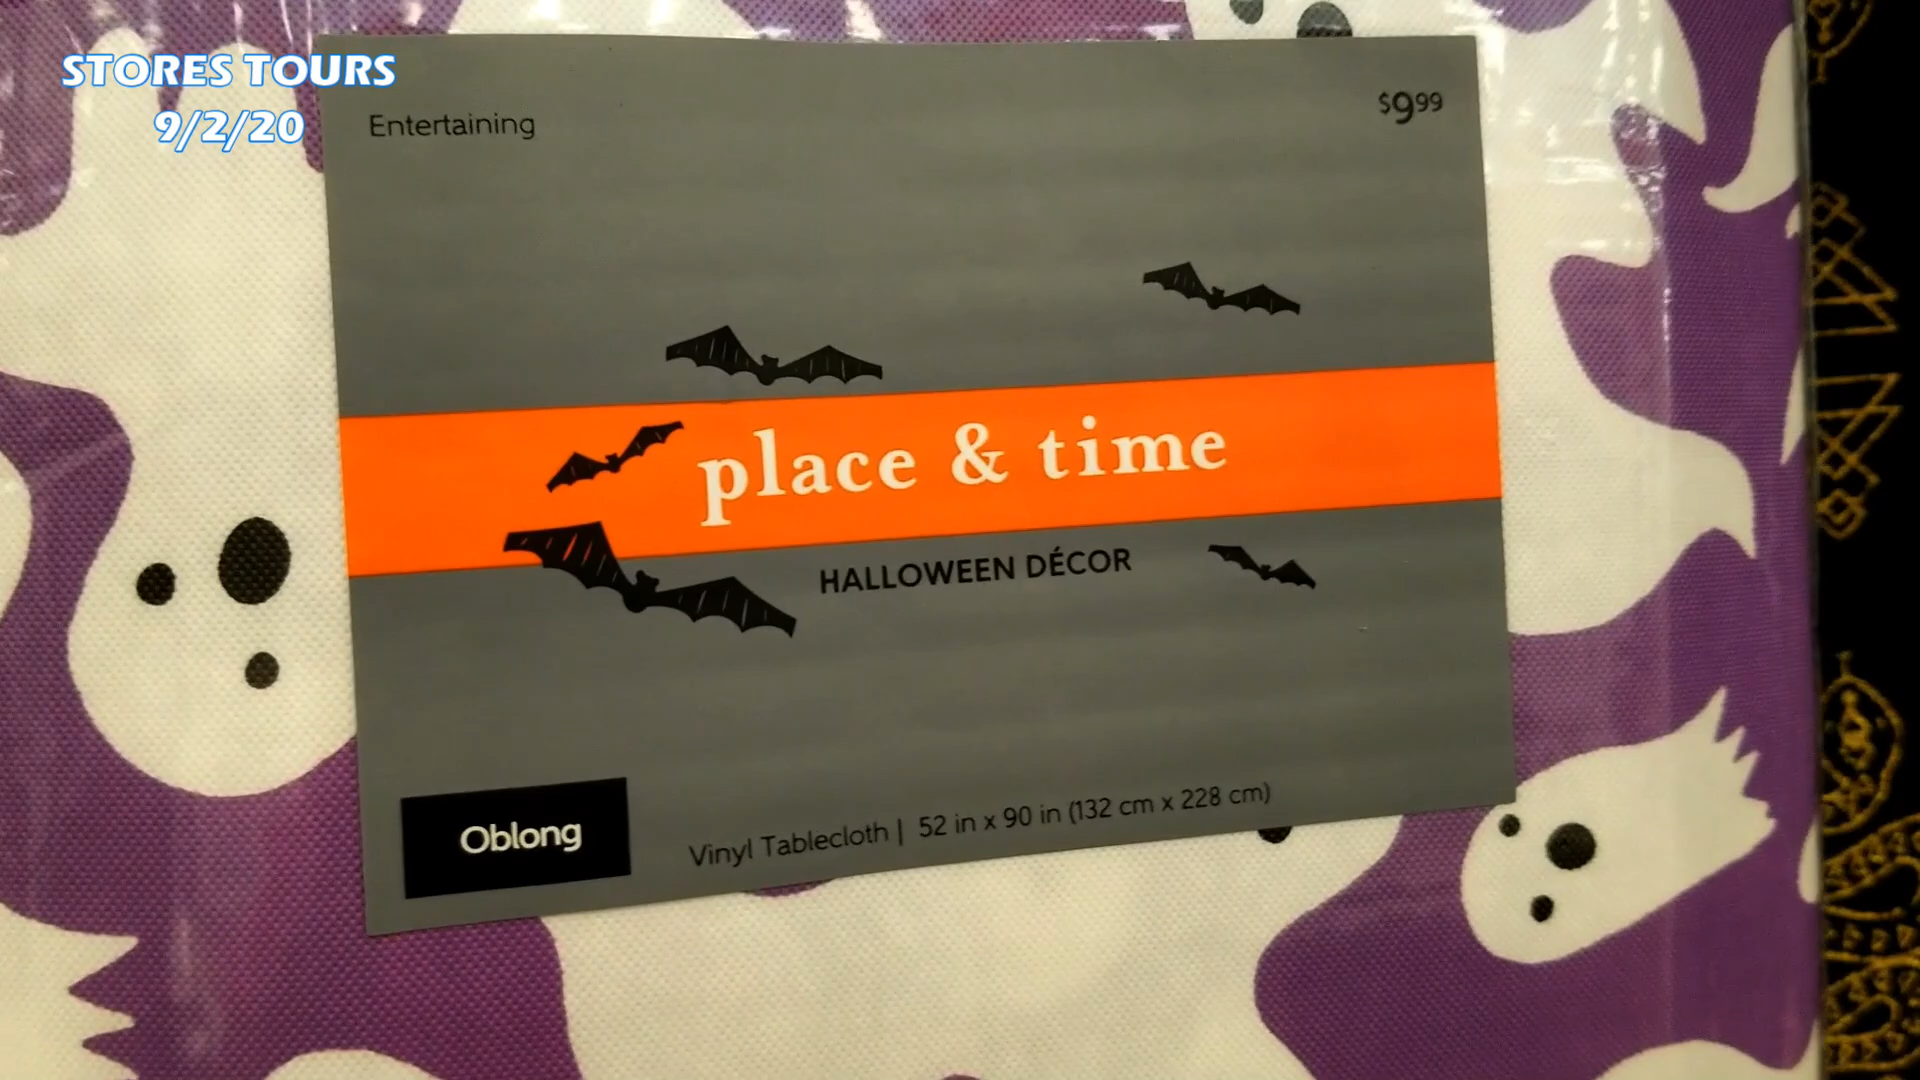 STORES TOURS
9/2/20
Entertaining
$9.99
place & time
HALLOWEEN DÉCOR
Oblong
Vinyl Tablecloth | 52 in x 90 in (132 cm x 228 cm)